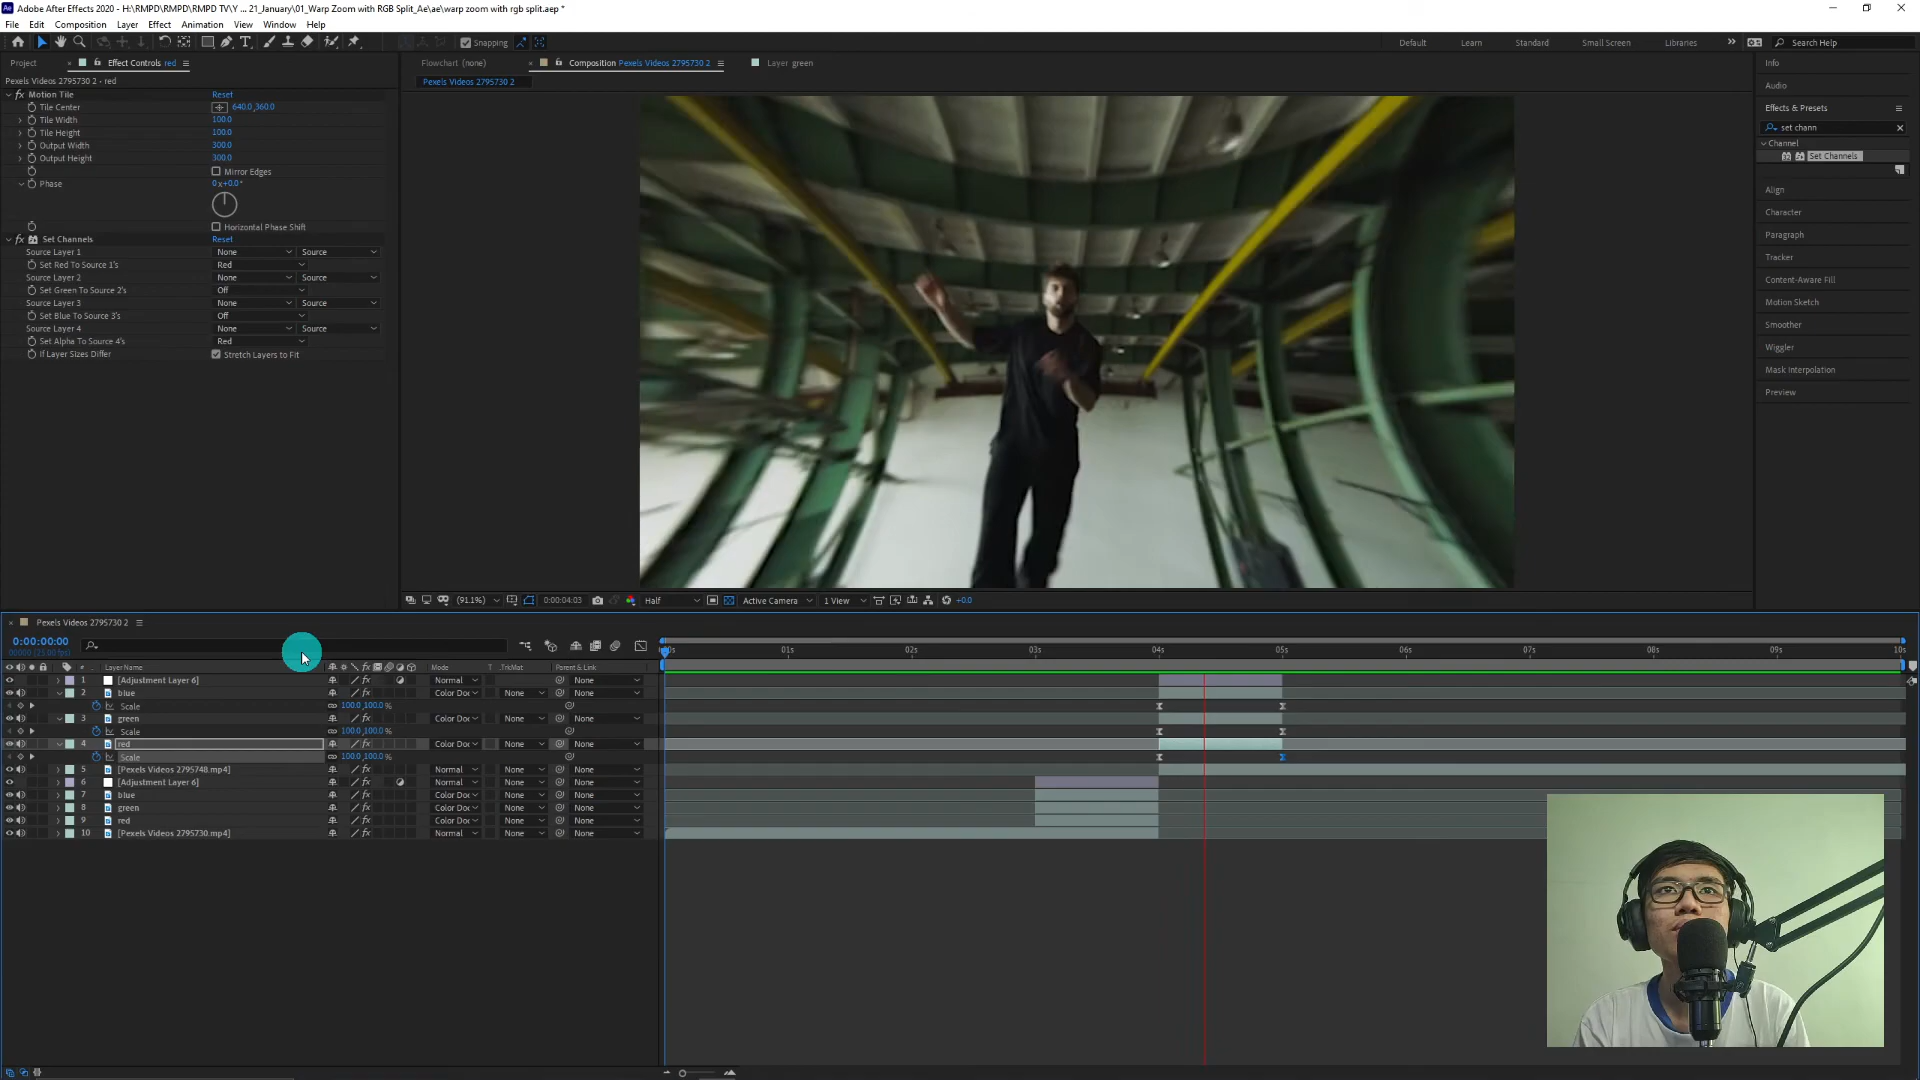 Adobe After Effects 2020 - H:\RMPD\RMPD TV\Y ... 21_January\01_Warp Zoom with RGB Split_Ae\ae\warp zoom with rgb split.aep *
File Edit Composition Layer Effect Animation View Window Help
Snapping Default Learn Standard Small Screen Libraries Search Help
Project Effect Controls red
Pexels Videos 2795730 2 · red
Motion Tile Reset
Tile Center 640.0,360.0
Tile Width 100.0
Tile Height 100.0
Output Width 300.0
Output Height 300.0
Mirror Edges
Phase 0x+0.0°
Horizontal Phase Shift
Set Channels Reset
Source Layer 1 None Source
Set Red To Source 1's Red
Source Layer 2 None Source
Set Green To Source 2's Off
Source Layer 3 None Source
Set Blue To Source 3's Off
Source Layer 4 None Source
Set Alpha To Source 4's Red
If Layer Sizes Differ Stretch Layers to Fit
Flowchart (none) Composition Pexels Videos 2795730 2 Layer green
Pexels Videos 2795730 2
(91.1%) 0:00:04:03 Half Active Camera 1 View +0.0
Info
Audio
Effects & Presets
set chann
Channel
Set Channels
Align
Character
Paragraph
Tracker
Content-Aware Fill
Motion Sketch
Smoother
Wiggler
Mask Interpolation
Preview
Pexels Videos 2795730 2
0:00:00:00
00000 (25.00 fps)
01s 02s 03s 04s 05s 06s 07s 08s 09s 10s
# Layer Name Mode T .TrkMat Parent & Link
1 [Adjustment Layer 6] Normal None
2 blue Color Doc None None
Scale 100.0,100.0 %
3 green Color Doc None None
Scale 100.0,100.0 %
4 red Color Doc None None
Scale 100.0,100.0 %
5 [Pexels Videos 2795748.mp4] Normal None None
6 [Adjustment Layer 6] Normal None None
7 blue Color Doc None None
8 green Color Doc None None
9 red Color Doc None None
10 [Pexels Videos 2795730.mp4] Normal None None